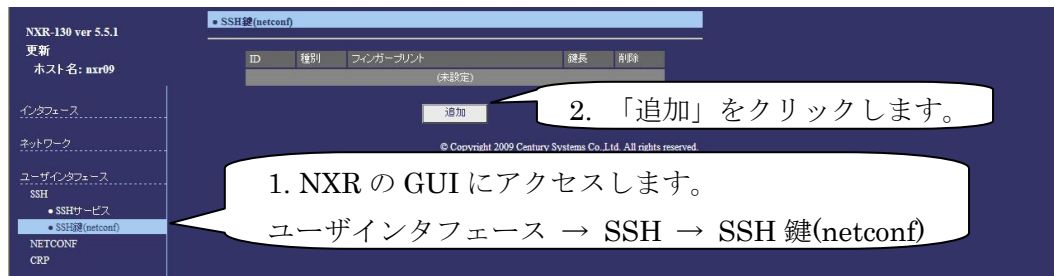 NXR-130 ver 5.5.1
更新
ホスト名: nxr09
インタフェース
ネットワーク
ユーザインタフェース
SSH
• SSHサービス
• SSH鍵(netconf)
NETCONF
CRP
• SSH鍵(netconf)
ID 種別 フィンガープリント 鍵長 削除
(未設定)
追加
2. 「追加」をクリックします。
© Copyright 2009 Century Systems Co.,Ltd. All rights reserved.
1. NXR の GUI にアクセスします。
ユーザインタフェース → SSH → SSH 鍵(netconf)